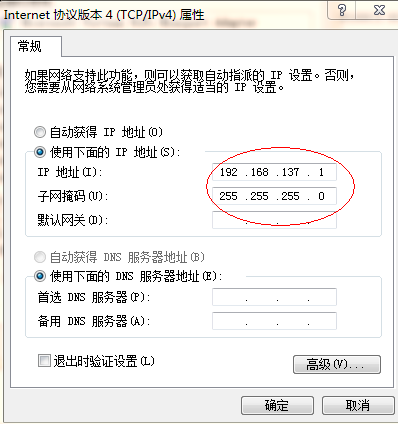 Internet 协议版本 4 (TCP/IPv4) 属性
常规
如果网络支持此功能，则可以获取自动指派的 IP 设置。否则，
您需要从网络系统管理员处获得适当的 IP 设置。
自动获得 IP 地址(O)
使用下面的 IP 地址(S):
IP 地址(I): 192 .168 .137 . 1
子网掩码(U): 255 .255 .255 . 0
默认网关(D): . . .
自动获得 DNS 服务器地址(B)
使用下面的 DNS 服务器地址(E):
首选 DNS 服务器(P): . . .
备用 DNS 服务器(A): . . .
退出时验证设置(L)
高级(V)...
确定 取消